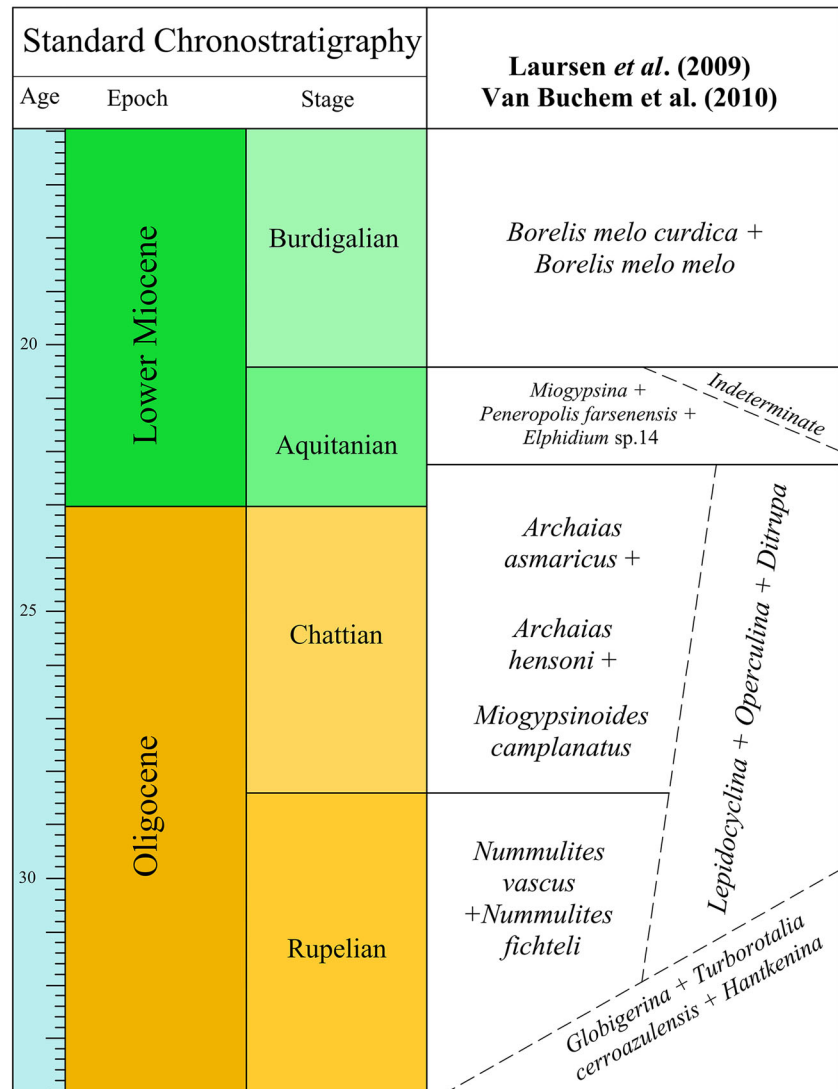 Standard Chronostratigraphy
Laursen et al. (2009)
Van Buchem et al. (2010)
Age
Epoch
Stage
Lower Miocene
Burdigalian
Borelis melo curdica +
Borelis melo melo
20
Aquitanian
Miogypsina +
Peneropolis farsenensis +
Elphidium sp.14
Indeterminate
Oligocene
25
Chattian
Archaias
asmaricus +
Archaias
hensoni +
Miogypsinoides
camplanatus
Lepidocyclina + Operculina + Ditrupa
30
Rupelian
Nummulites
vascus
+Nummulites
fichteli
Globigerina + Turborotalia
cerroazulensis + Hantkenina